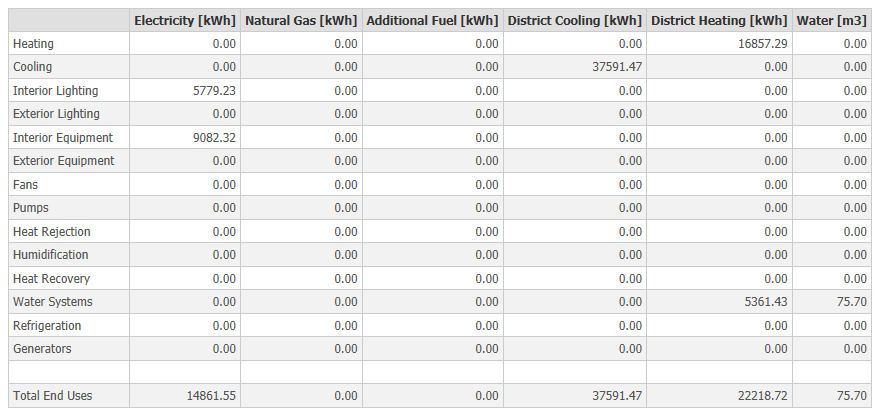 Electricity [kWh] Natural Gas [kWh] Additional Fuel [kWh] District Cooling [kWh] District Heating [kWh] Water [m3]
Heating 0.00 0.00 0.00 0.00 16857.29 0.00
Cooling 0.00 0.00 0.00 37591.47 0.00 0.00
Interior Lighting 5779.23 0.00 0.00 0.00 0.00 0.00
Exterior Lighting 0.00 0.00 0.00 0.00 0.00 0.00
Interior Equipment 9082.32 0.00 0.00 0.00 0.00 0.00
Exterior Equipment 0.00 0.00 0.00 0.00 0.00 0.00
Fans 0.00 0.00 0.00 0.00 0.00 0.00
Pumps 0.00 0.00 0.00 0.00 0.00 0.00
Heat Rejection 0.00 0.00 0.00 0.00 0.00 0.00
Humidification 0.00 0.00 0.00 0.00 0.00 0.00
Heat Recovery 0.00 0.00 0.00 0.00 0.00 0.00
Water Systems 0.00 0.00 0.00 0.00 5361.43 75.70
Refrigeration 0.00 0.00 0.00 0.00 0.00 0.00
Generators 0.00 0.00 0.00 0.00 0.00 0.00
Total End Uses 14861.55 0.00 0.00 37591.47 22218.72 75.70